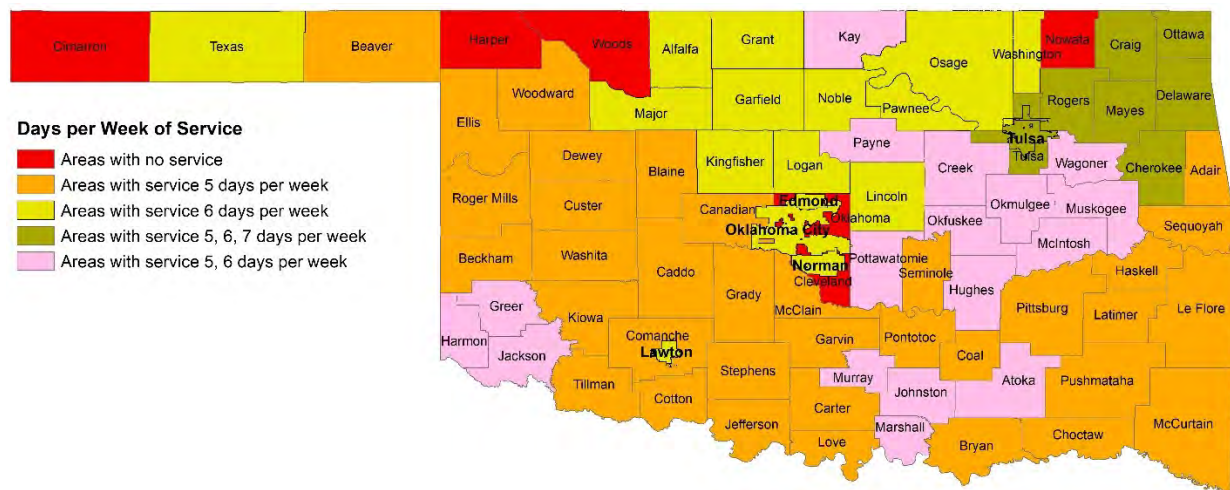 Cimarron
Texas
Beaver
Harper
Woods
Alfalfa
Grant
Kay
Osage
Washington
Nowata
Craig
Ottawa
Woodward
Ellis
Major
Garfield
Noble
Pawnee
Rogers
Mayes
Delaware
Days per Week of Service
Areas with no service
Areas with service 5 days per week
Areas with service 6 days per week
Areas with service 5, 6, 7 days per week
Areas with service 5, 6 days per week
Dewey
Blaine
Kingfisher
Logan
Payne
Creek
Tulsa
Tulsa
Wagoner
Cherokee
Adair
Roger Mills
Custer
Canadian
Edmond
Oklahoma
Oklahoma City
Lincoln
Okfuskee
Okmulgee
Muskogee
McIntosh
Sequoyah
Beckham
Washita
Caddo
Grady
Norman
Cleveland
McClain
Pottawatomie
Seminole
Hughes
Pittsburg
Haskell
Latimer
Le Flore
Greer
Kiowa
Harmon
Jackson
Comanche
Lawton
Garvin
Pontotoc
Coal
Tillman
Cotton
Stephens
Murray
Johnston
Atoka
Pushmataha
Jefferson
Carter
Love
Marshall
Bryan
Choctaw
McCurtain